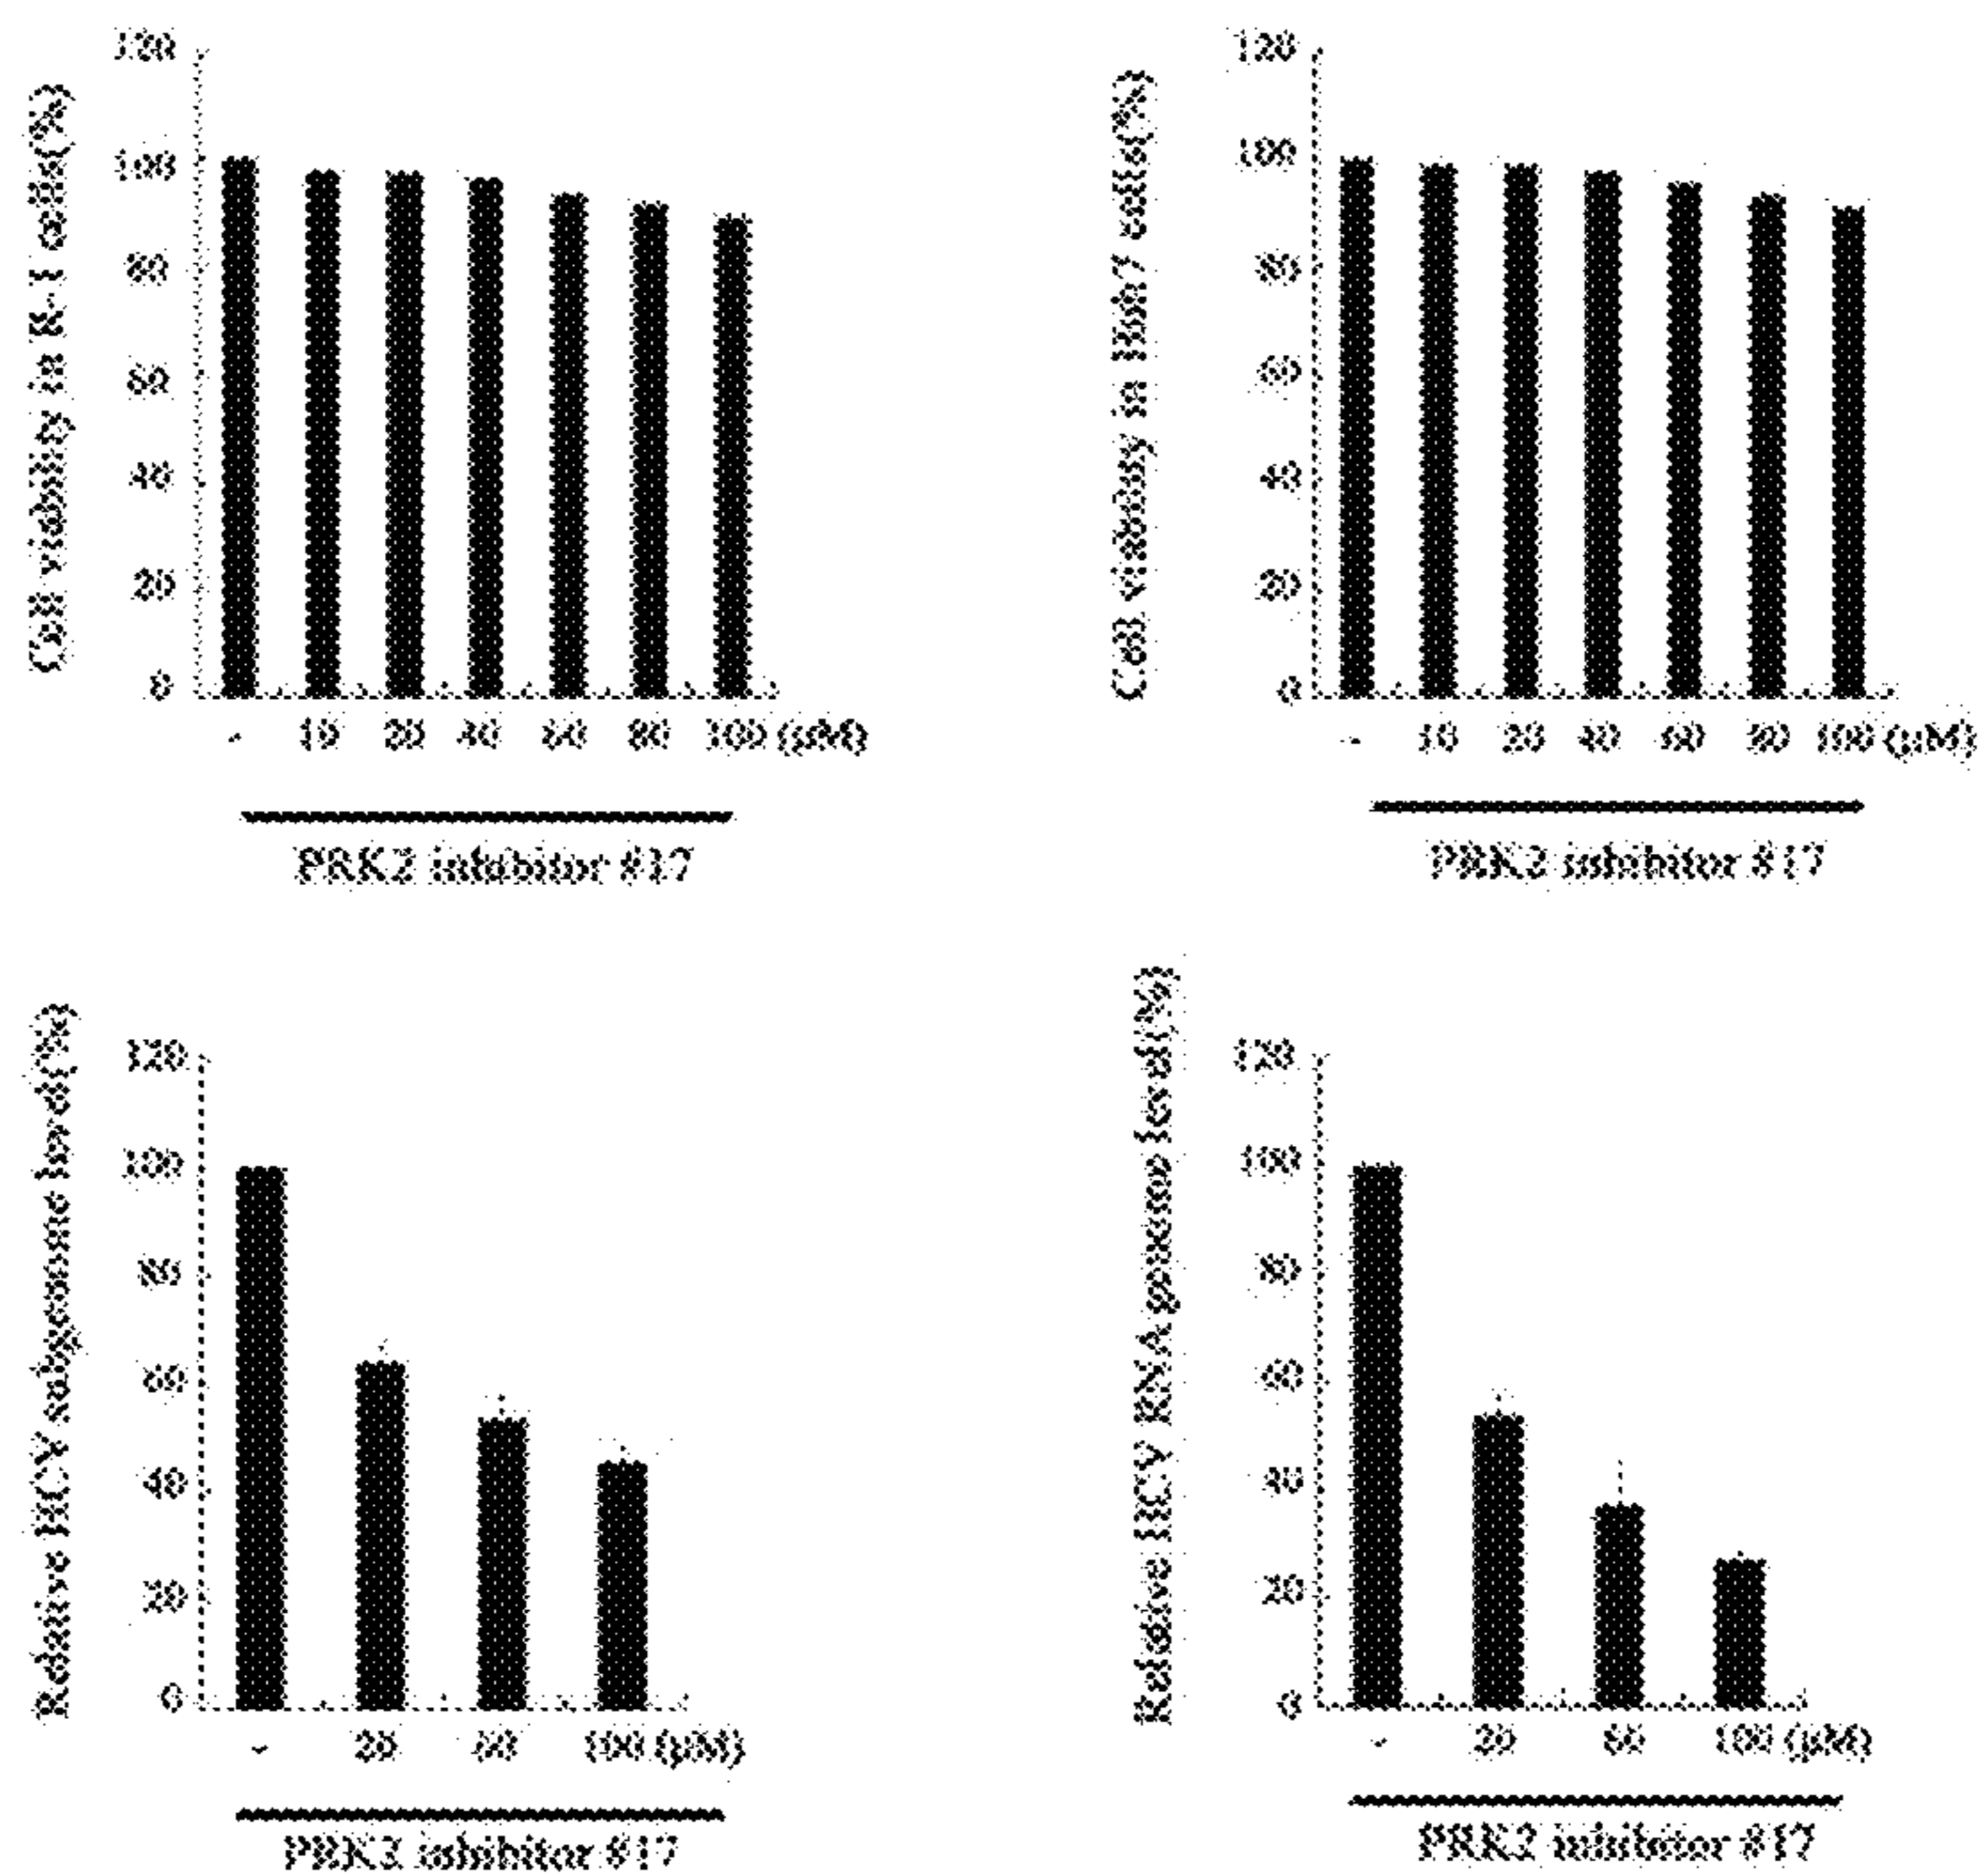 Cell viability in R-1 cells(%)
120
100
80
60
40
20
0
- 10 20 40 60 80 100 (μM)
PRK2 inhibitor #17
Cell viability in Huh7 cells(%)
120
100
80
60
40
20
0
- 10 20 40 60 80 100 (μM)
PRK2 inhibitor #17
Relative HCV subgenome level(%)
120
100
80
60
40
20
0
- 20 100 (μM)
PRK2 inhibitor #17
Relative HCV RNA genome level(%)
120
100
80
60
40
20
0
- 20 100 (μM)
PRK2 inhibitor #17